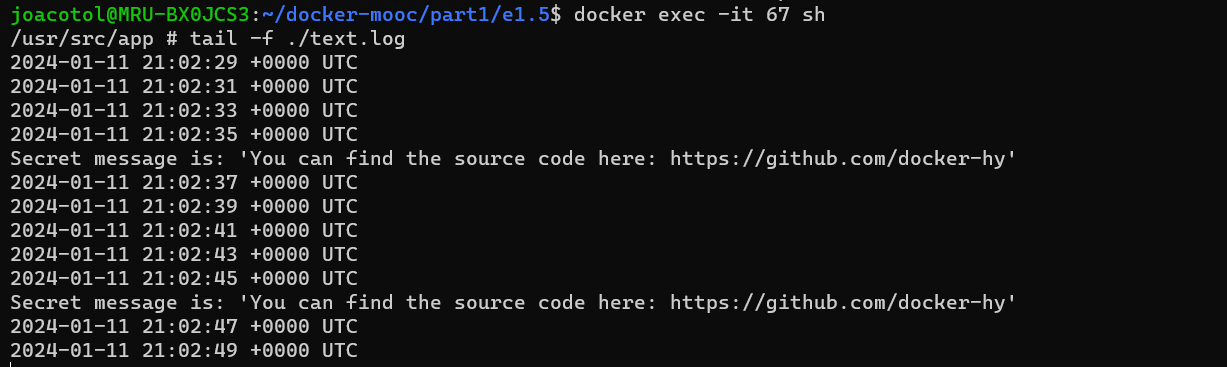 joacotol@MRU-BX0JCS3:~/docker-mooc/part1/e1.5$ docker exec -it 67 sh
/usr/src/app # tail -f ./text.log
2024-01-11 21:02:29 +0000 UTC
2024-01-11 21:02:31 +0000 UTC
2024-01-11 21:02:33 +0000 UTC
2024-01-11 21:02:35 +0000 UTC
Secret message is: 'You can find the source code here: https://github.com/docker-hy'
2024-01-11 21:02:37 +0000 UTC
2024-01-11 21:02:39 +0000 UTC
2024-01-11 21:02:41 +0000 UTC
2024-01-11 21:02:43 +0000 UTC
2024-01-11 21:02:45 +0000 UTC
Secret message is: 'You can find the source code here: https://github.com/docker-hy'
2024-01-11 21:02:47 +0000 UTC
2024-01-11 21:02:49 +0000 UTC